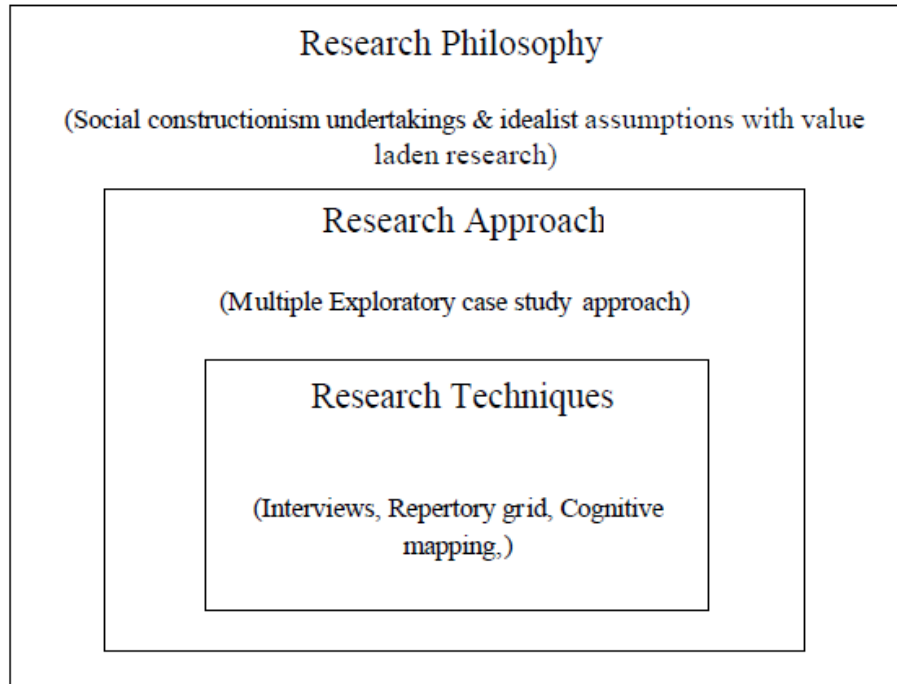 Research Philosophy
(Social constructionism undertakings & idealist assumptions with value
laden research)
Research Approach
(Multiple Exploratory case study approach)
Research Techniques
(Interviews, Repertory grid, Cognitive
mapping,)